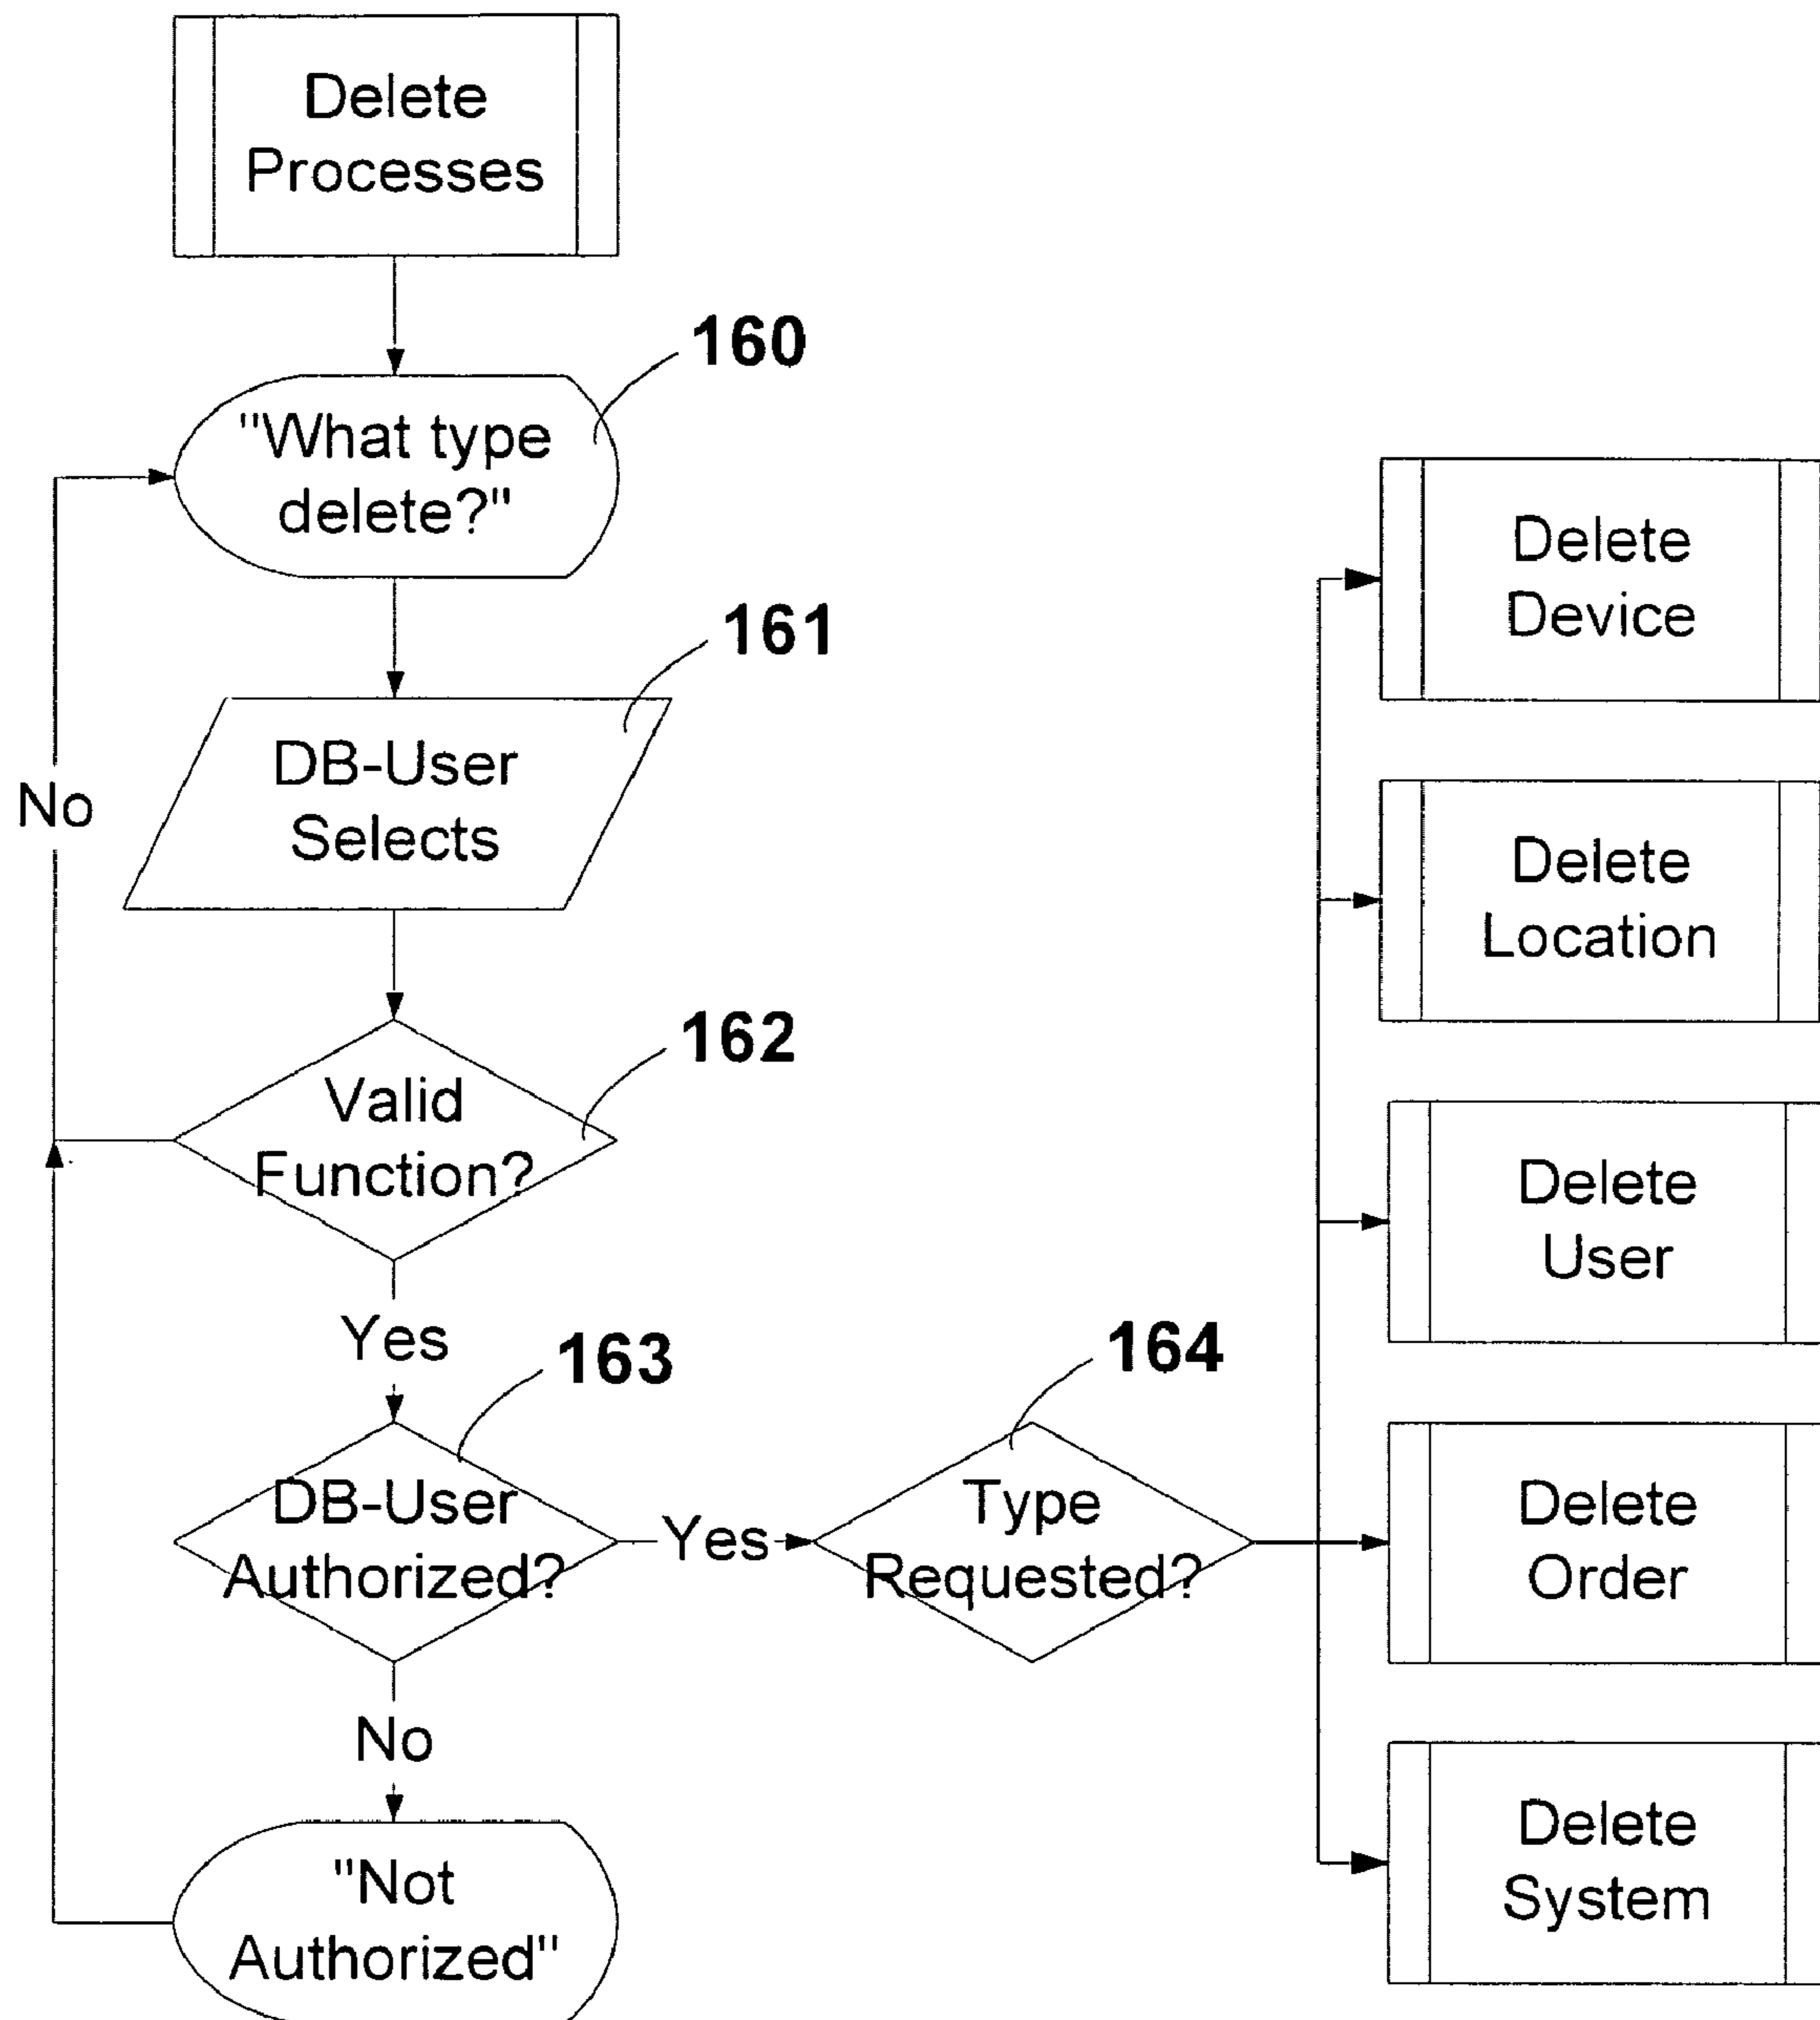 Delete
Processes
160
"What type
delete?"
161
DB-User
Selects
No
162
Valid
Function?
Yes
163
DB-User
Authorized?
Yes
164
Type
Requested?
No
"Not
Authorized"
Delete
Device
Delete
Location
Delete
User
Delete
Order
Delete
System